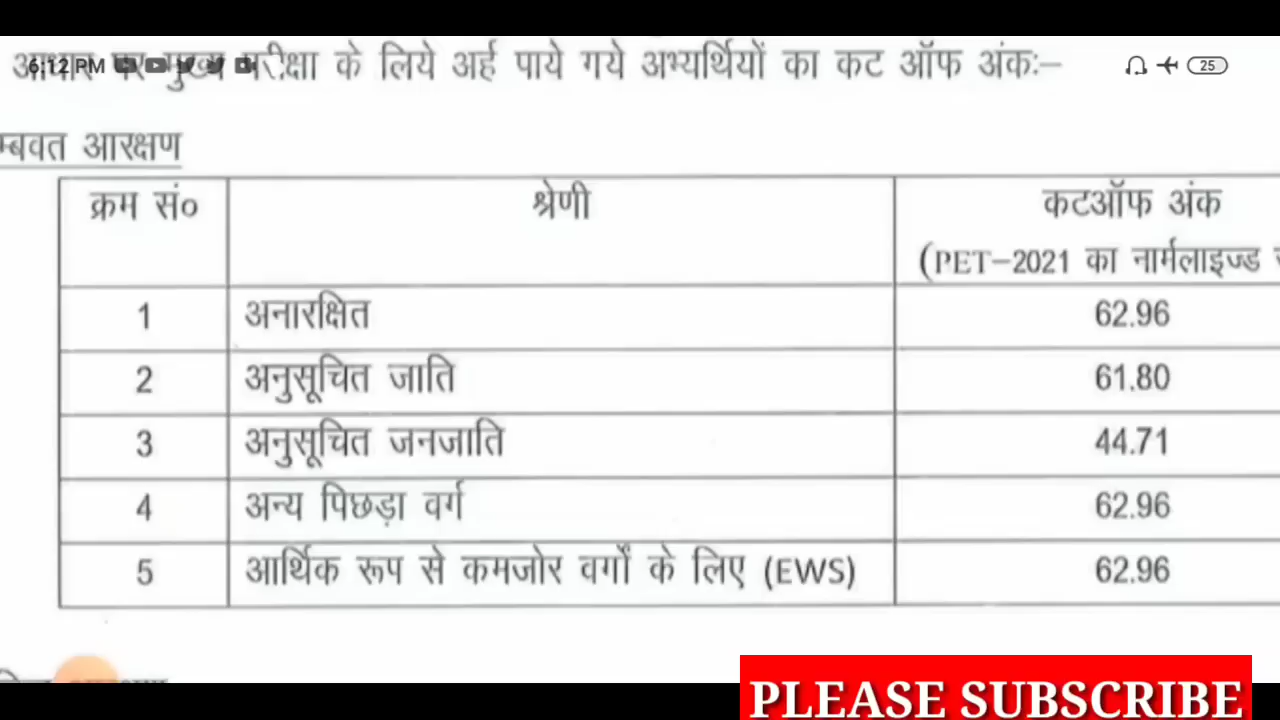 पर मुख्य परीक्षा के लिये अर्ह पाये गये अभ्यर्थियों का कट ऑफ अंकः–
6:12 PM
25
म्बवत आरक्षण
क्रम सं० श्रेणी कटऑफ अंक
(PET–2021 का नार्मलाइज्ड
1 अनारक्षित 62.96
2 अनुसूचित जाति 61.80
3 अनुसूचित जनजाति 44.71
4 अन्य पिछड़ा वर्ग 62.96
5 आर्थिक रूप से कमजोर वर्गों के लिए (EWS) 62.96
PLEASE SUBSCRIBE